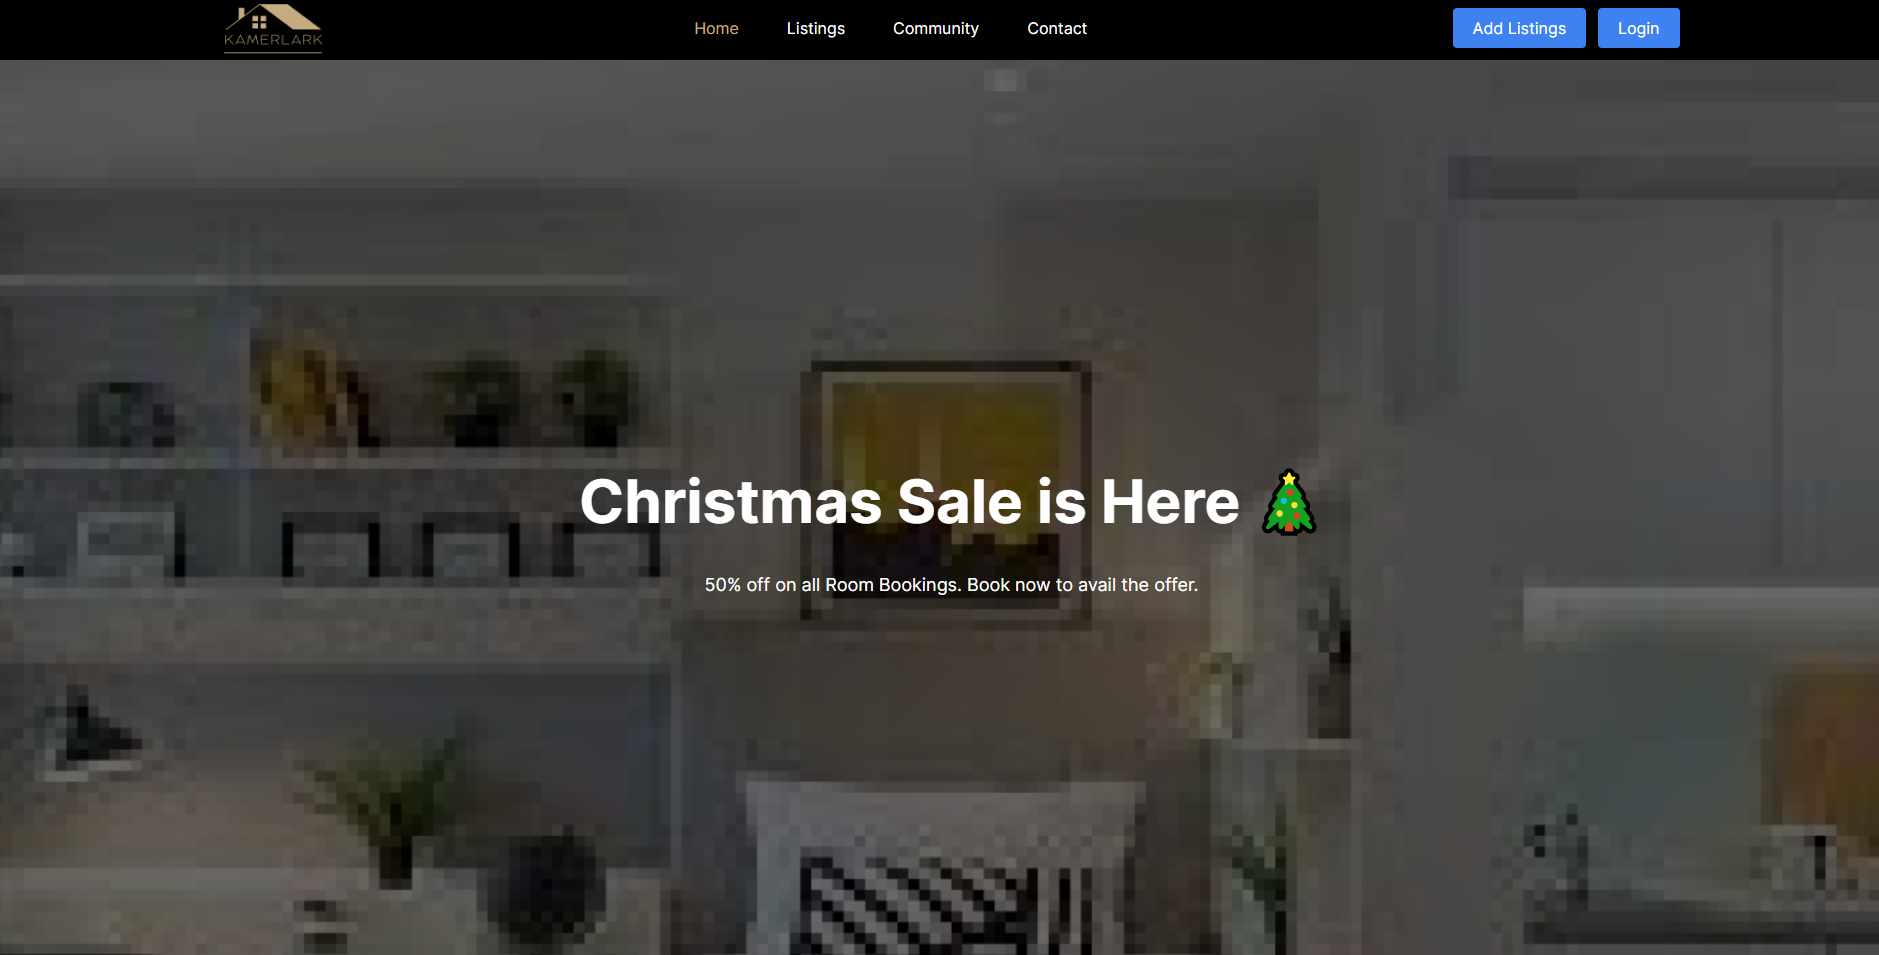 KAMERLARK
Home Listings Community Contact Add Listings Login
Christmas Sale is Here 🎄
50% off on all Room Bookings. Book now to avail the offer.